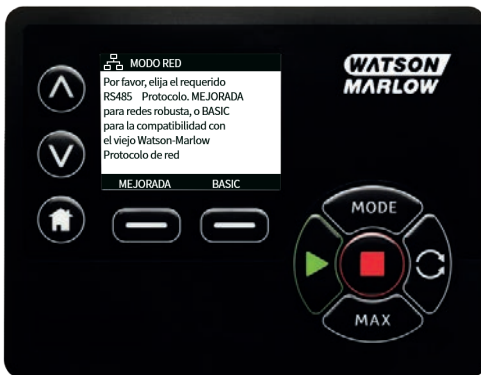 MODO RED
WATSON
MARLOW
Por favor, elija el requerido
RS485 Protocolo. MEJORADA
para redes robusta, o BASIC
para la compatibilidad con
el viejo Watson-Marlow
Protocolo de red
MEJORADA BASIC
MODE
MAX